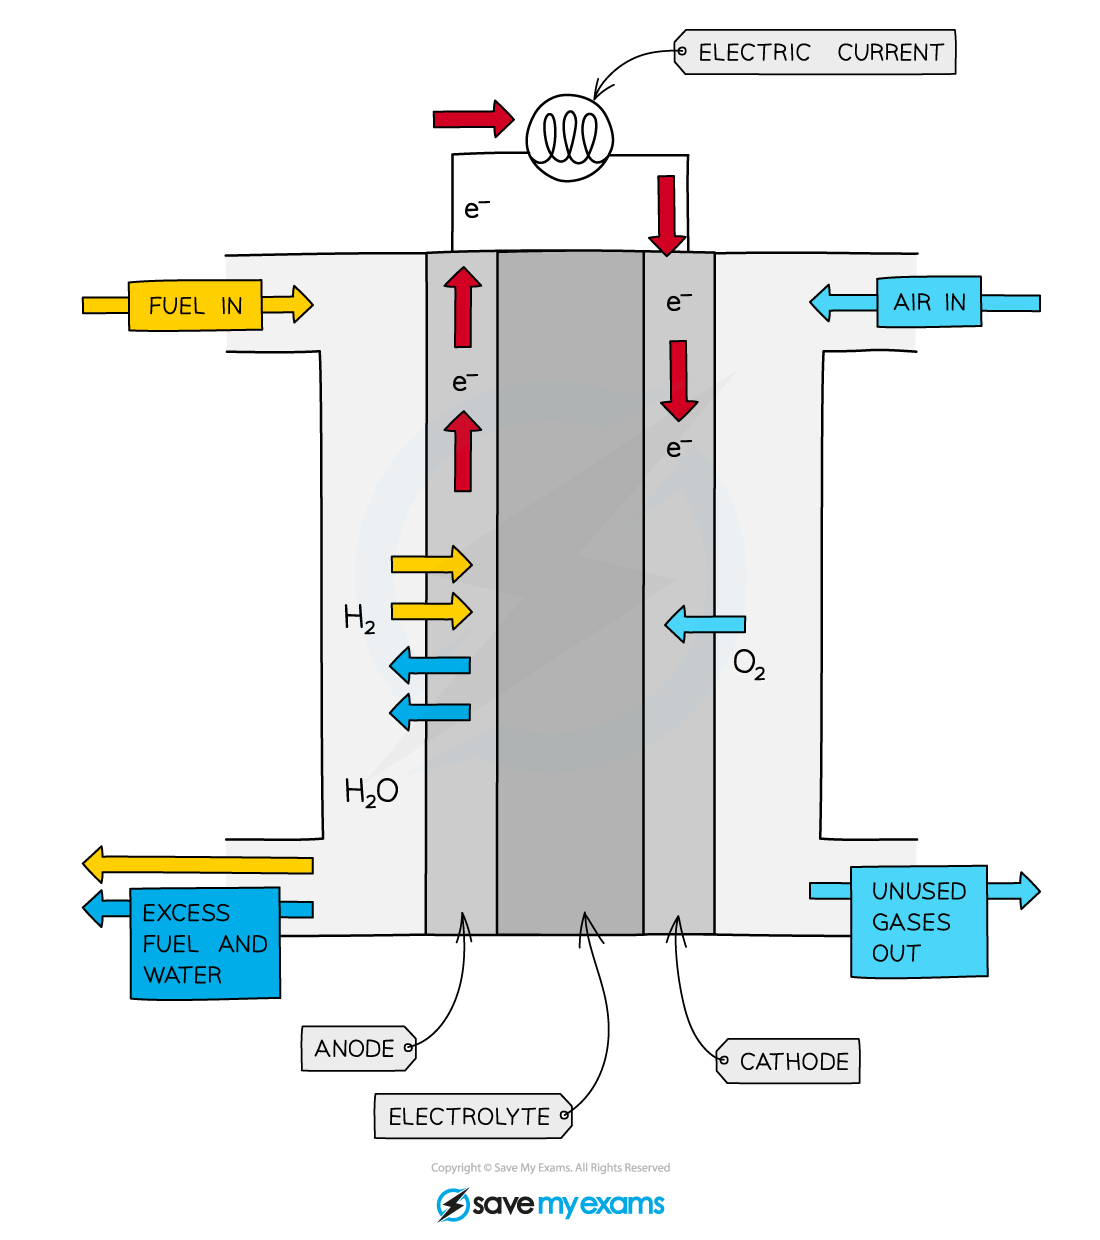 ELECTRIC CURRENT
e⁻
FUEL IN
e⁻
AIR IN
e⁻
e⁻
H₂
O₂
H₂O
EXCESS
FUEL AND
WATER
UNUSED
GASES
OUT
ANODE
CATHODE
ELECTROLYTE
Copyright © Save My Exams. All Rights Reserved
save my exams